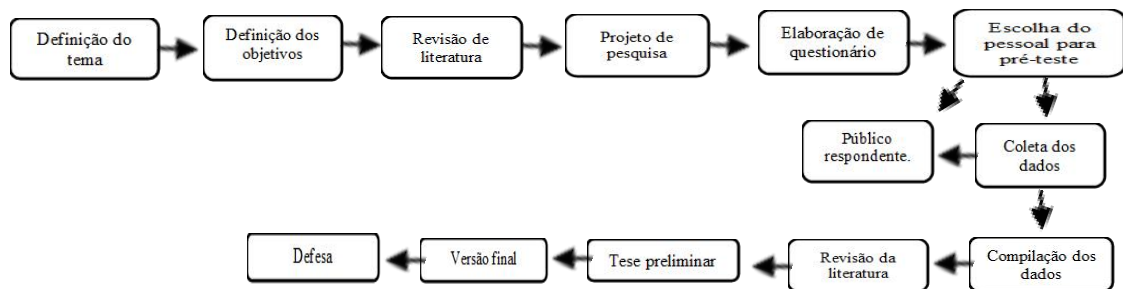 Definição do
tema
Definição dos
objetivos
Revisão de
literatura
Projeto de
pesquisa
Elaboração de
questionário
Escolha do
pessoal para
pré-teste
Público
respondente.
Coleta dos
dados
Compilação dos
dados
Revisão da
literatura
Tese preliminar
Versão final
Defesa